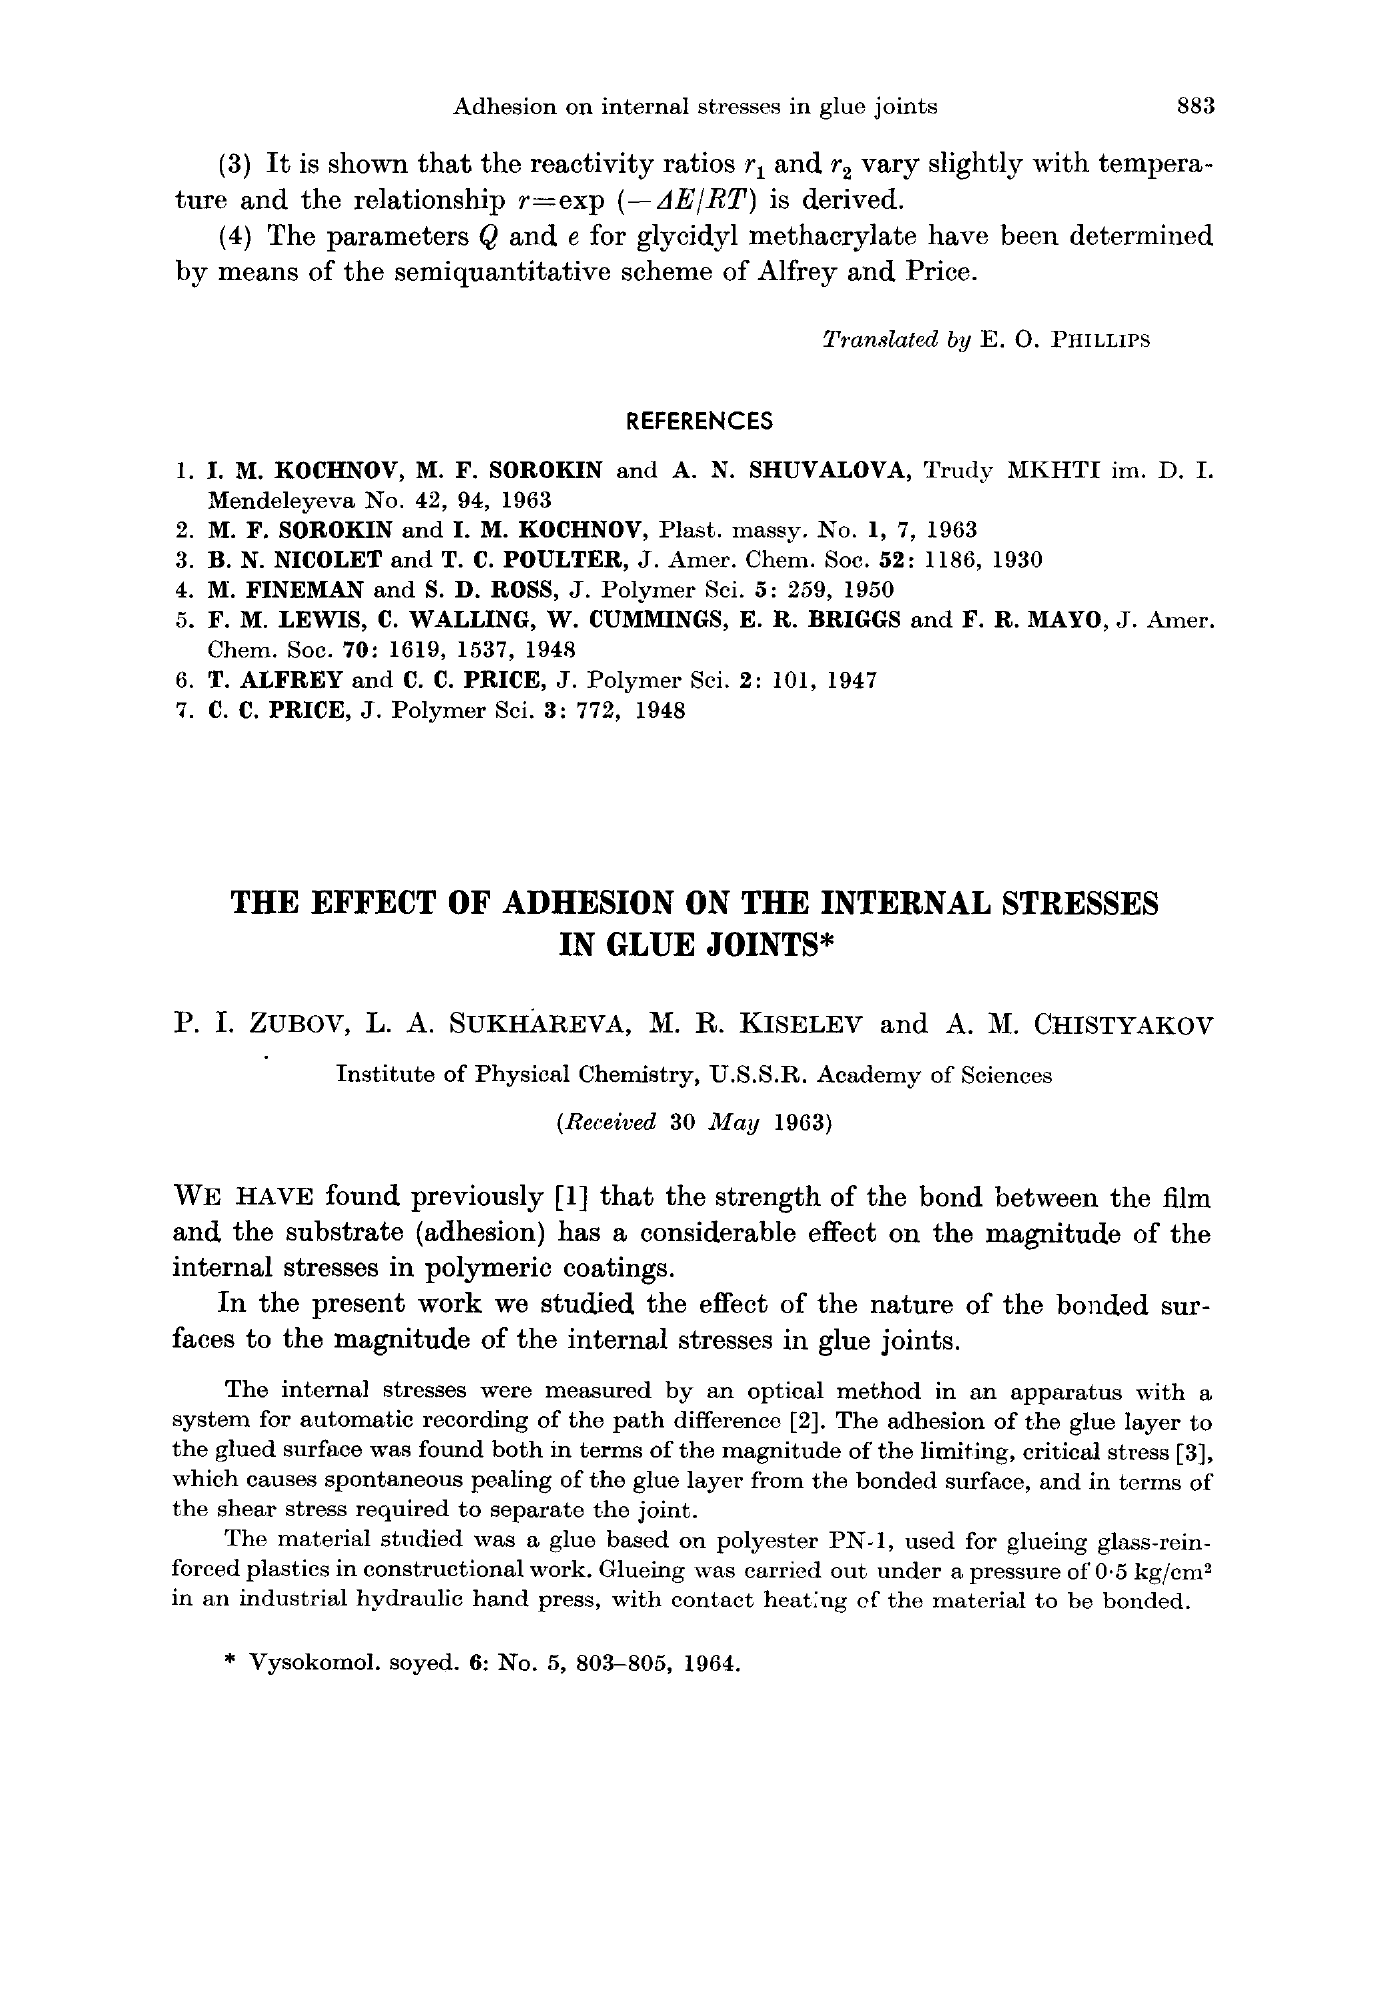 Adhesion on internal stresses in glue joints 883
(3) It is shown that the reactivity ratios r₁ and r₂ vary slightly with tempera-
ture and the relationship r=exp (−ΔE/RT) is derived.
(4) The parameters Q and e for glycidyl methacrylate have been determined
by means of the semiquantitative scheme of Alfrey and Price.
Translated by E. O. PHILLIPS
REFERENCES
1. I. M. KOCHNOV, M. F. SOROKIN and A. N. SHUVALOVA, Trudy MKHTI im. D. I.
Mendeleyeva No. 42, 94, 1963
2. M. F. SOROKIN and I. M. KOCHNOV, Plast. massy. No. 1, 7, 1963
3. B. N. NICOLET and T. C. POULTER, J. Amer. Chem. Soc. 52: 1186, 1930
4. M. FINEMAN and S. D. ROSS, J. Polymer Sci. 5: 259, 1950
5. F. M. LEWIS, C. WALLING, W. CUMMINGS, E. R. BRIGGS and F. R. MAYO, J. Amer.
Chem. Soc. 70: 1619, 1537, 1948
6. T. ALFREY and C. C. PRICE, J. Polymer Sci. 2: 101, 1947
7. C. C. PRICE, J. Polymer Sci. 3: 772, 1948
THE EFFECT OF ADHESION ON THE INTERNAL STRESSES
IN GLUE JOINTS*
P. I. ZUBOV, L. A. SUKHAREVA, M. R. KISELEV and A. M. CHISTYAKOV
Institute of Physical Chemistry, U.S.S.R. Academy of Sciences
(Received 30 May 1963)
WE HAVE found previously [1] that the strength of the bond between the film
and the substrate (adhesion) has a considerable effect on the magnitude of the
internal stresses in polymeric coatings.
In the present work we studied the effect of the nature of the bonded sur-
faces to the magnitude of the internal stresses in glue joints.
The internal stresses were measured by an optical method in an apparatus with a
system for automatic recording of the path difference [2]. The adhesion of the glue layer to
the glued surface was found both in terms of the magnitude of the limiting, critical stress [3],
which causes spontaneous pealing of the glue layer from the bonded surface, and in terms of
the shear stress required to separate the joint.
The material studied was a glue based on polyester PN-1, used for glueing glass-rein-
forced plastics in constructional work. Glueing was carried out under a pressure of 0·5 kg/cm²
in an industrial hydraulic hand press, with contact heating of the material to be bonded.
* Vysokomol. soyed. 6: No. 5, 803–805, 1964.